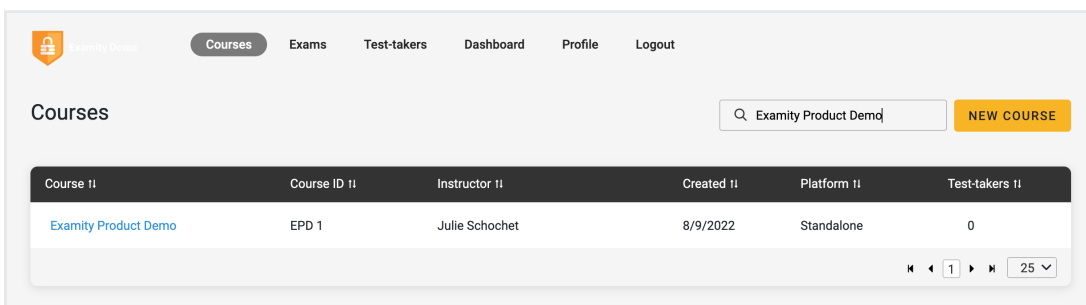 Examity Demo Courses Exams Test-takers Dashboard Profile Logout
Courses Examity Product Demo NEW COURSE
Course Course ID Instructor Created Platform Test-takers
Examity Product Demo EPD 1 Julie Schochet 8/9/2022 Standalone 0
1 25